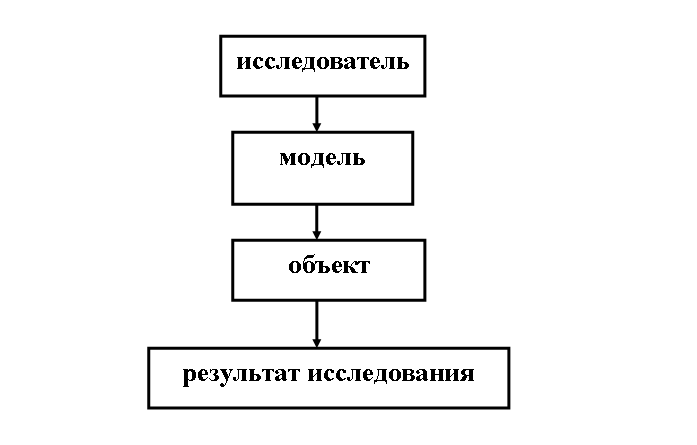 исследователь
модель
объект
результат исследования